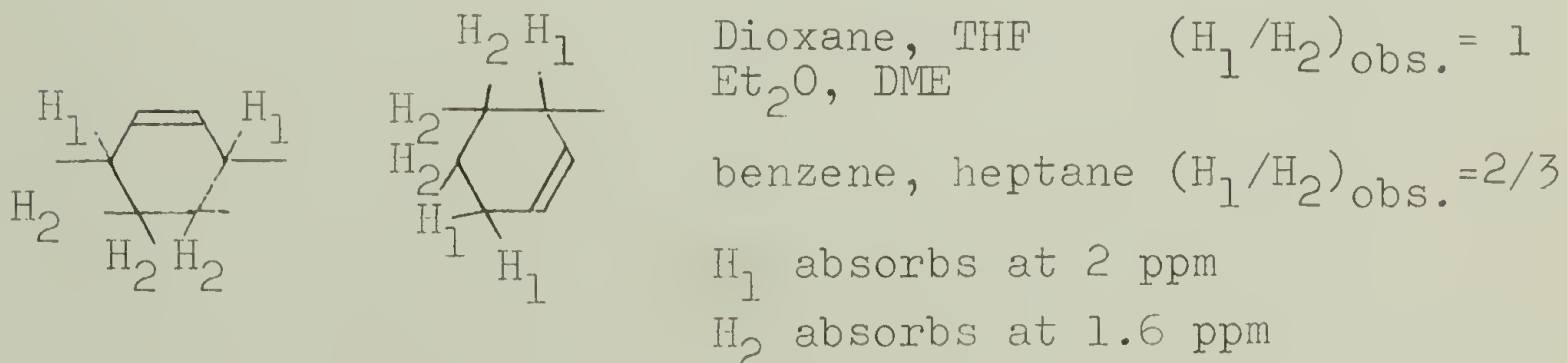 H₂ H₁
H₁ H₁
H₂
H₂
H₂
H₂ H₂
H₁
H₁
Dioxane, THF (H₁/H₂)obs. = 1
Et₂O, DME
benzene, heptane (H₁/H₂)obs. =2/3
H₁ absorbs at 2 ppm
H₂ absorbs at 1.6 ppm